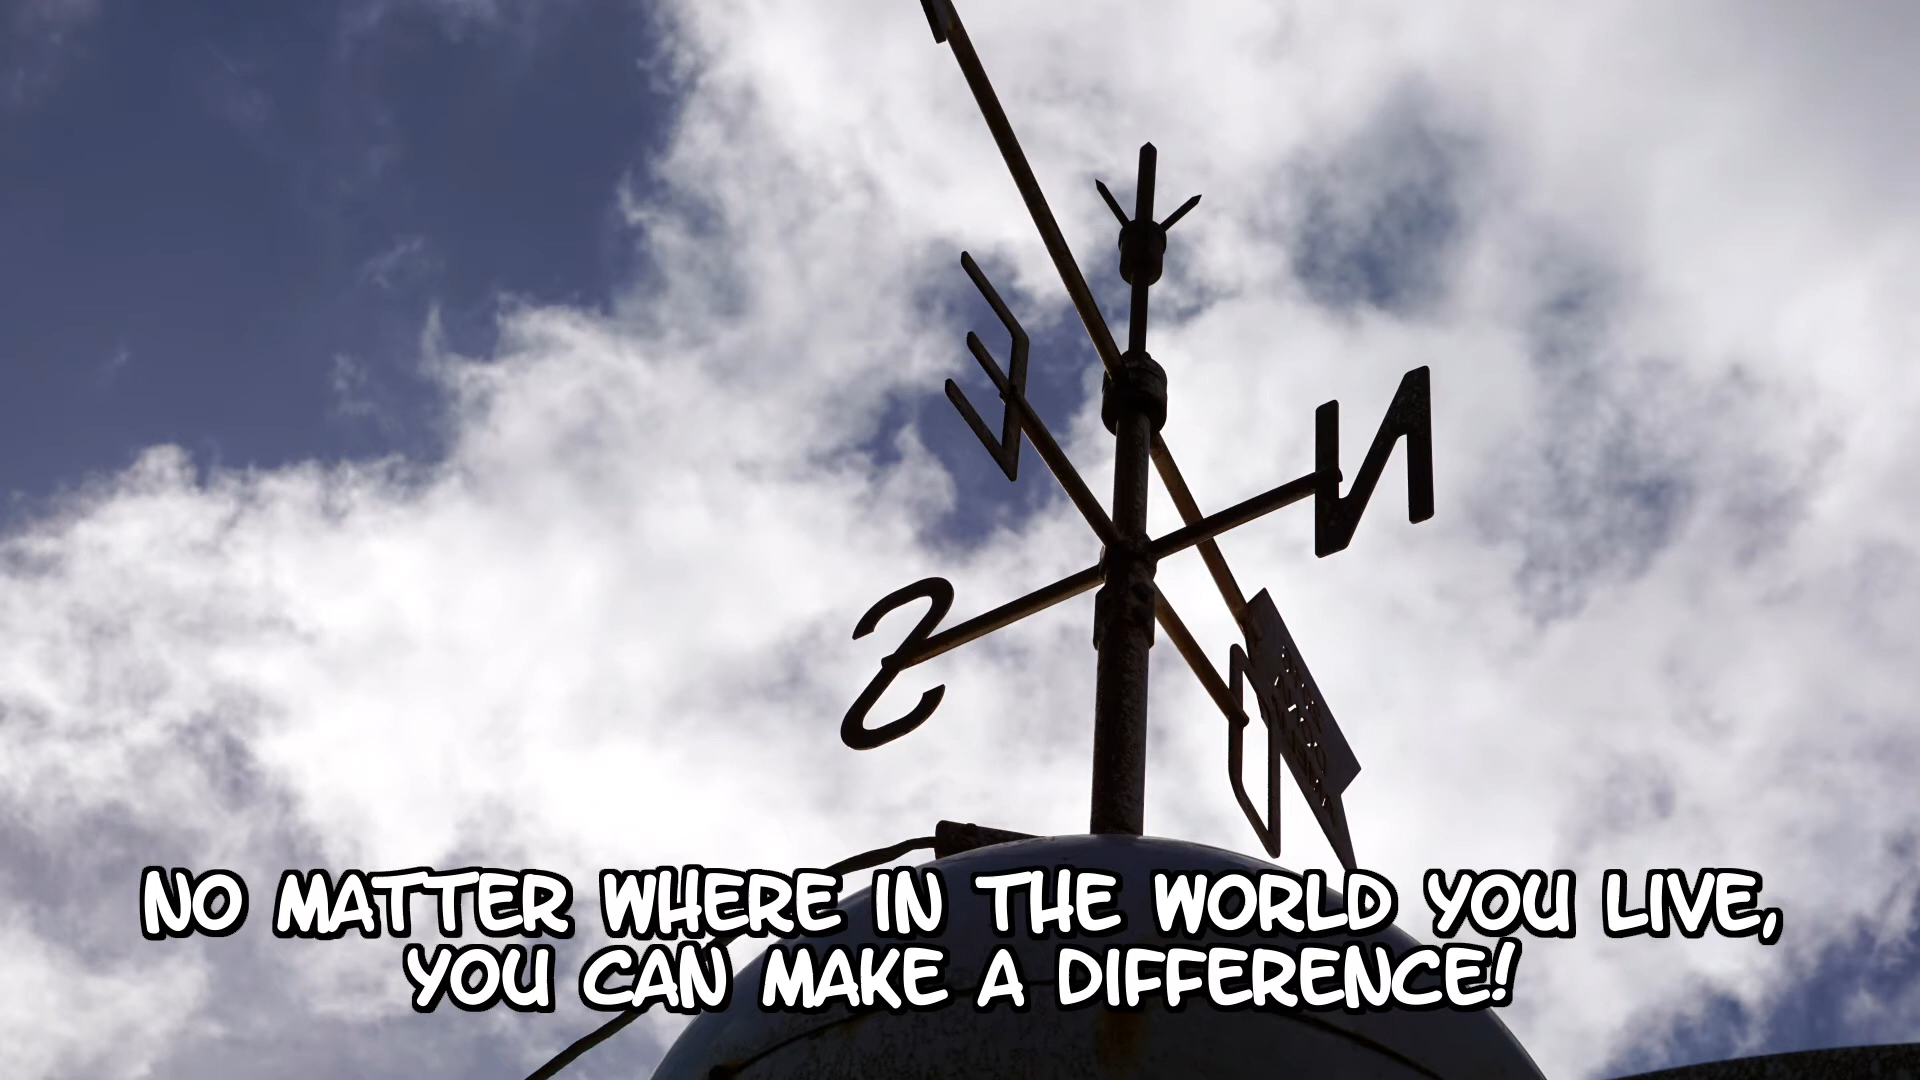 N
S
NO MATTER WHERE IN THE WORLD YOU LIVE,
YOU CAN MAKE A DIFFERENCE!